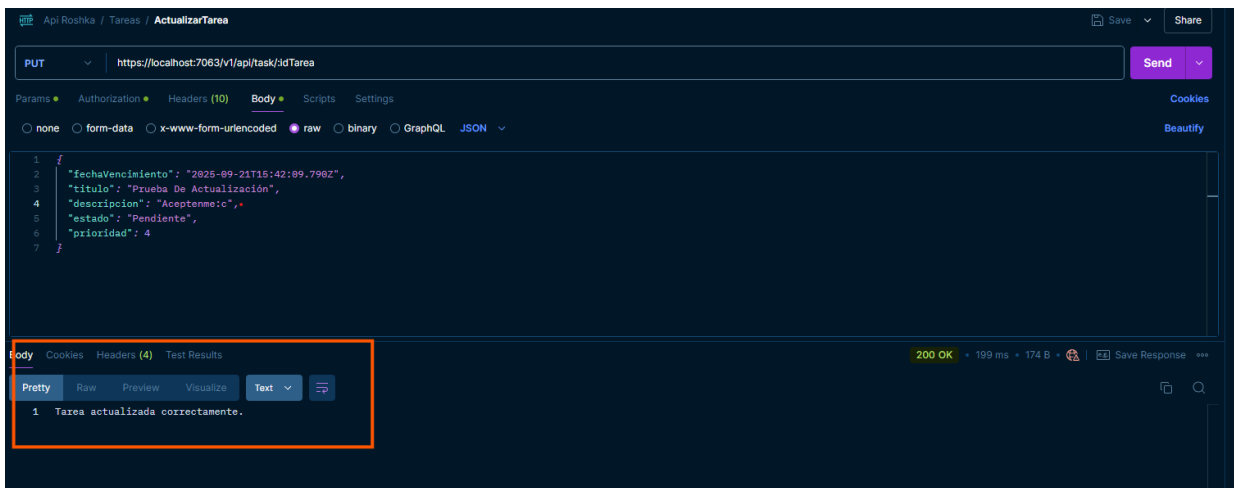 HTTP Api Roshka / Tareas / ActualizarTarea Save Share
PUT https://localhost:7063/v1/api/task/:idTarea Send
Params Authorization Headers (10) Body Scripts Settings Cookies
none form-data x-www-form-urlencoded raw binary GraphQL JSON Beautify
1 {
2 "fechaVencimiento": "2025-09-21T15:42:09.790Z",
3 "titulo": "Prueba De Actualización",
4 "descripcion": "Aceptenme:c",
5 "estado": "Pendiente",
6 "prioridad": 4
7 }
Body Cookies Headers (4) Test Results 200 OK • 199 ms • 174 B • Save Response
Pretty Raw Preview Visualize Text
1 Tarea actualizada correctamente.